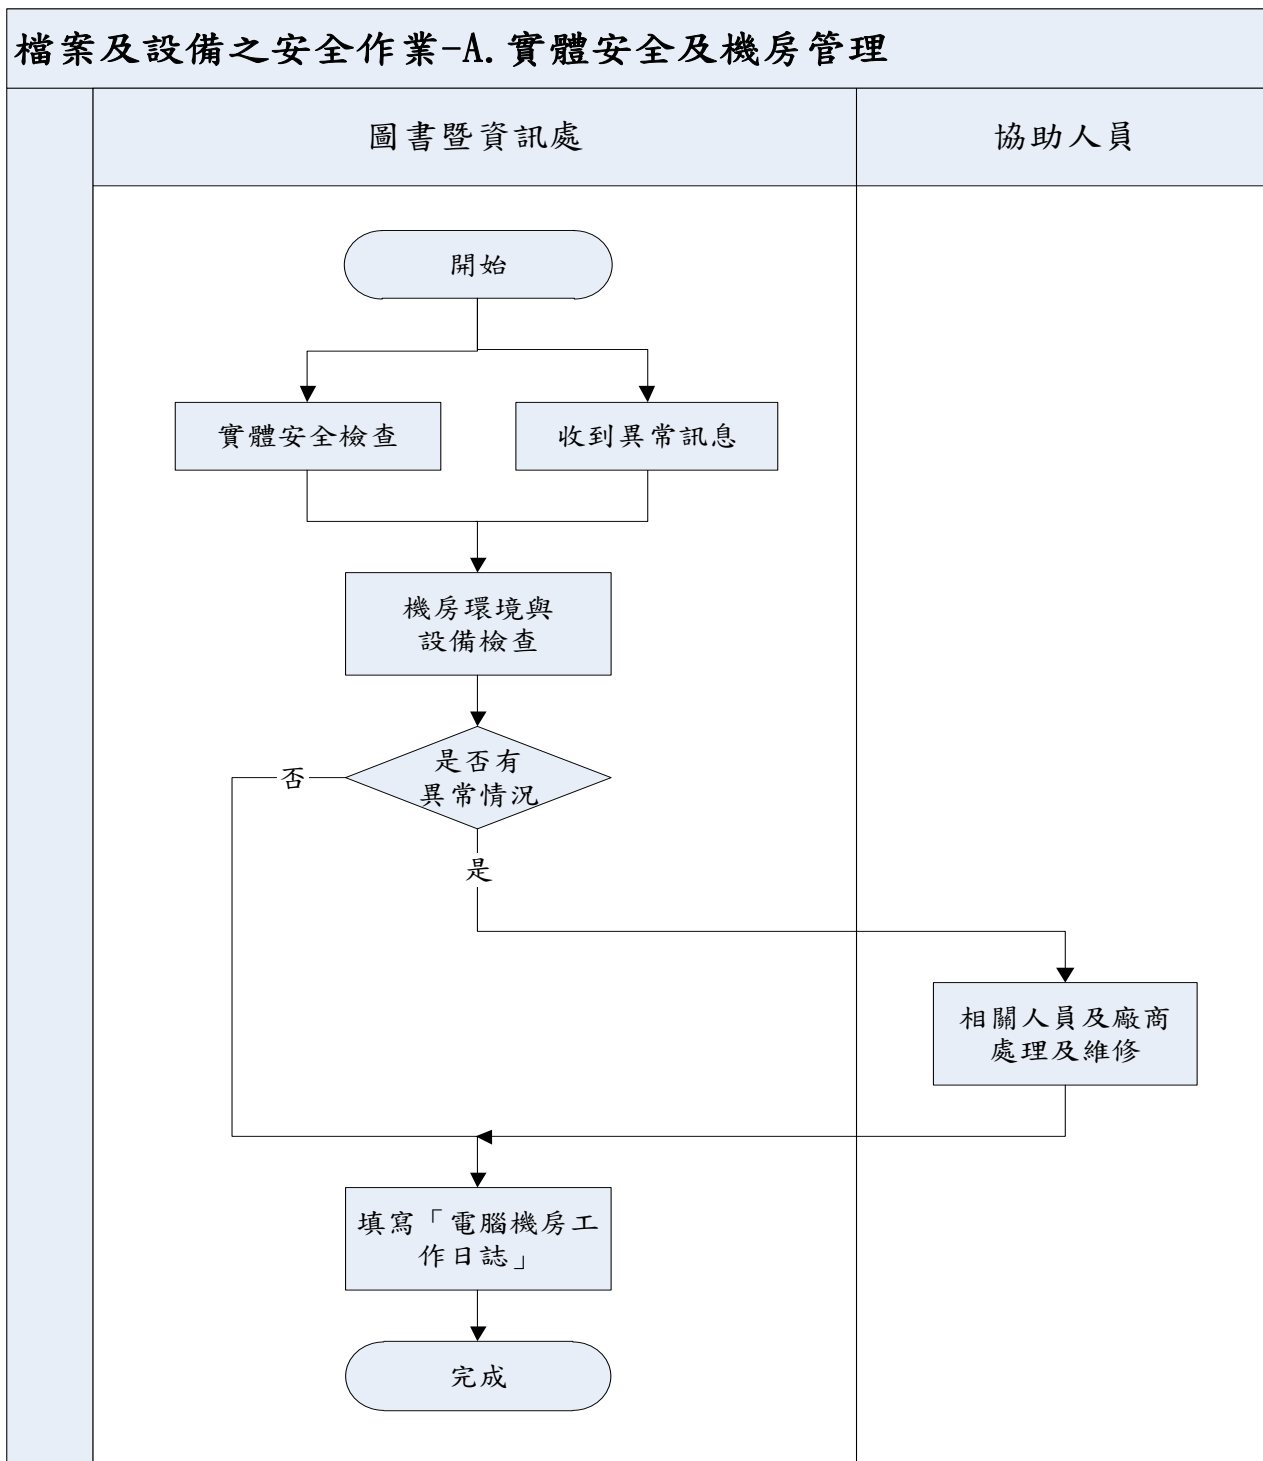 檔案及設備之安全作業-A.實體安全及機房管理
圖書暨資訊處
協助人員
開始
實體安全檢查
收到異常訊息
機房環境與
設備檢查
是否有
異常情況
否
是
相關人員及廠商
處理及維修
填寫「電腦機房工
作日誌」
完成